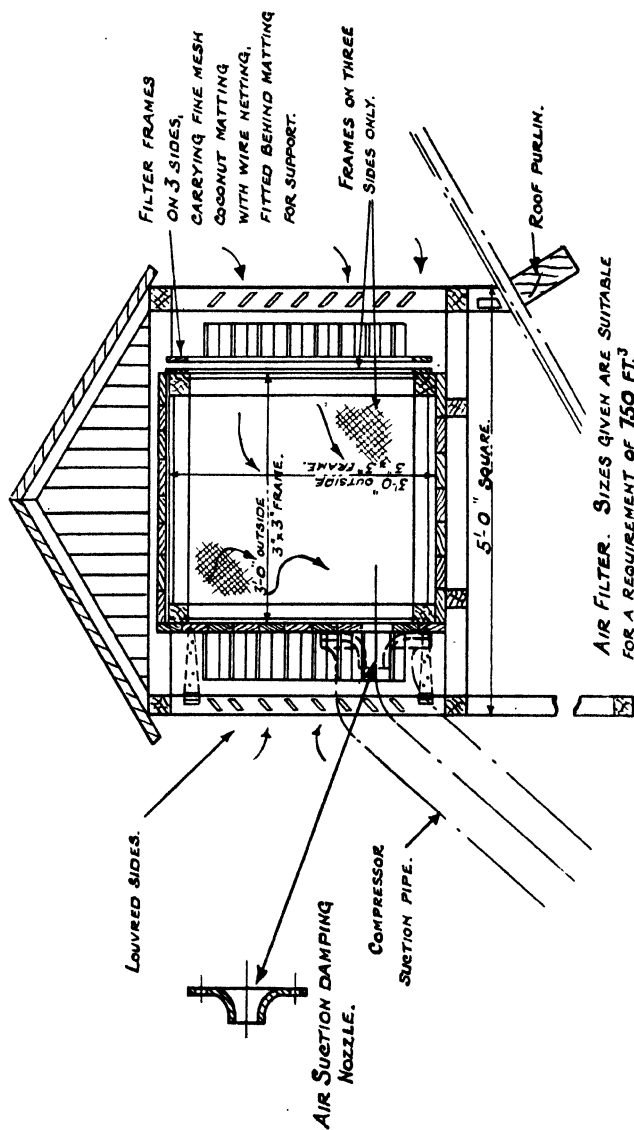 FILTER FRAMES
ON 3 SIDES,
CARRYING FINE MESH
COCONUT MATTING
WITH WIRE NETTING,
FITTED BEHIND MATTING
FOR SUPPORT.
FRAMES ON THREE
SIDES ONLY.
ROOF PURLIN.
LOUVRED SIDES.
3'-0" OUTSIDE
3" x 3" FRAME.
3'-0" OUTSIDE
3" x 3" FRAME.
5'-0" SQUARE.
COMPRESSOR
SUCTION PIPE.
AIR SUCTION DAMPING
NOZZLE.
AIR FILTER. SIZES GIVEN ARE SUITABLE
FOR A REQUIREMENT OF 750 FT.³